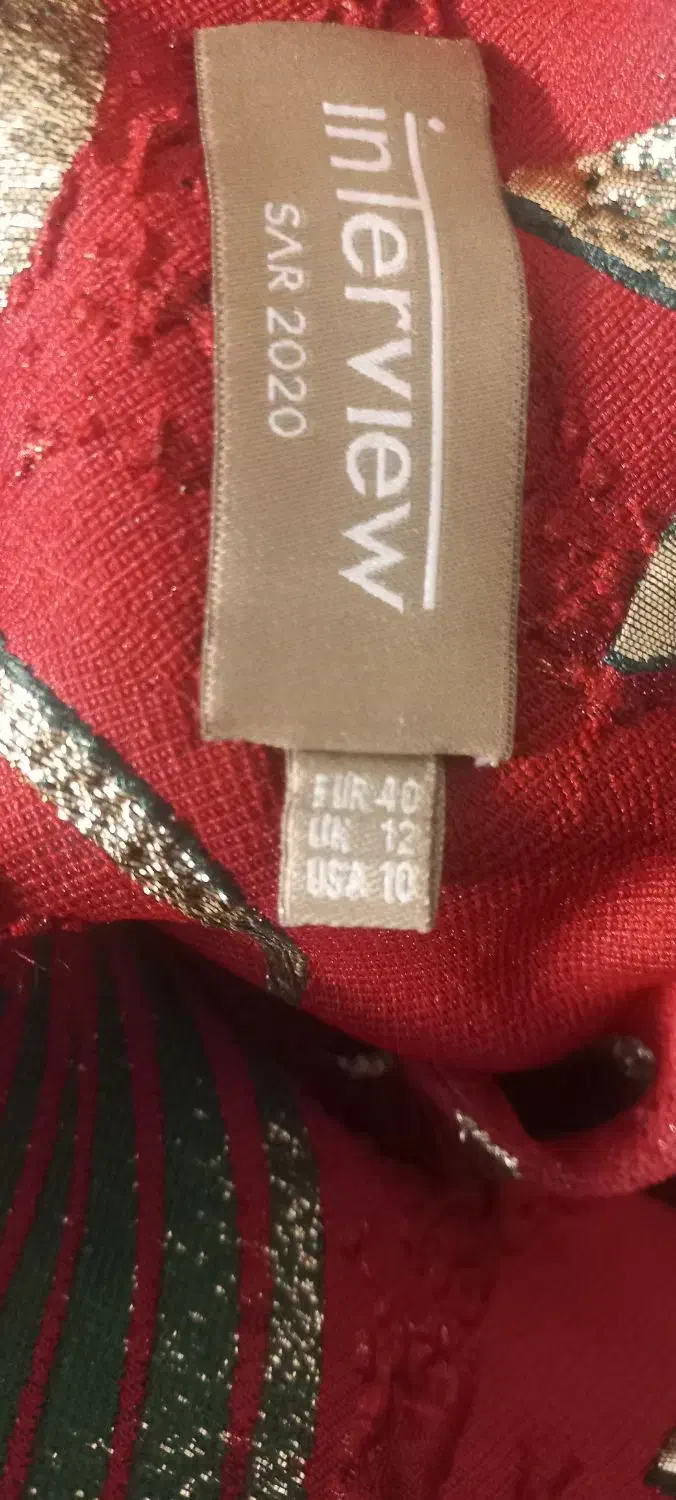 interview
SAR 2020
EUR 40
UK 12
USA 10